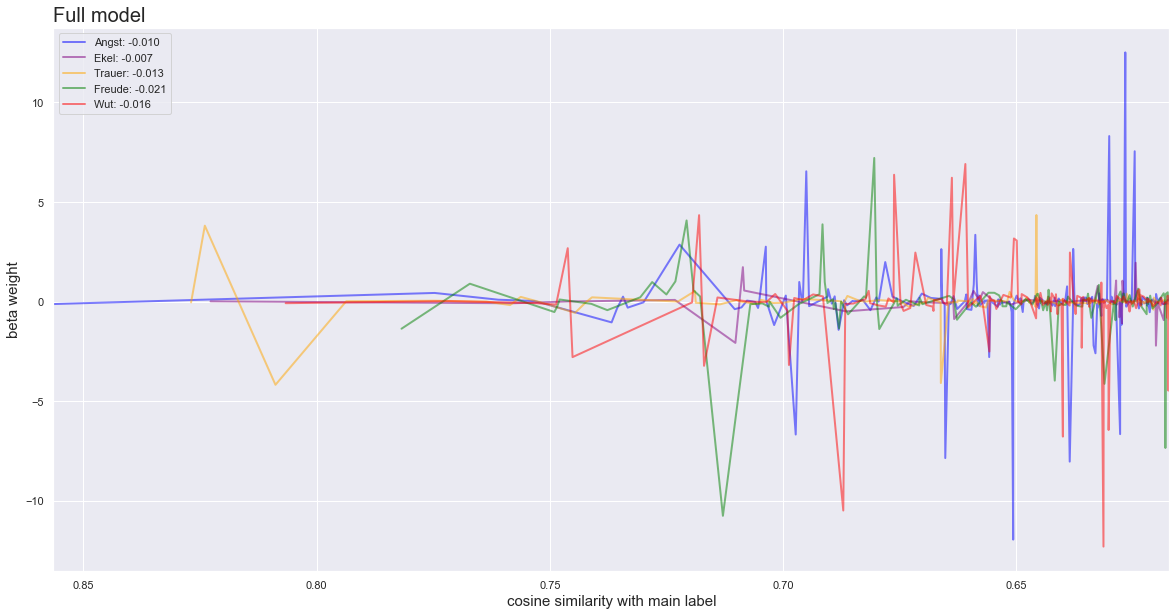 Full model
Angst: -0.010
Ekel: -0.007
Trauer: -0.013
Freude: -0.021
Wut: -0.016
beta weight
10
5
0
−5
−10
0.85 0.80 0.75 0.70 0.65
cosine similarity with main label